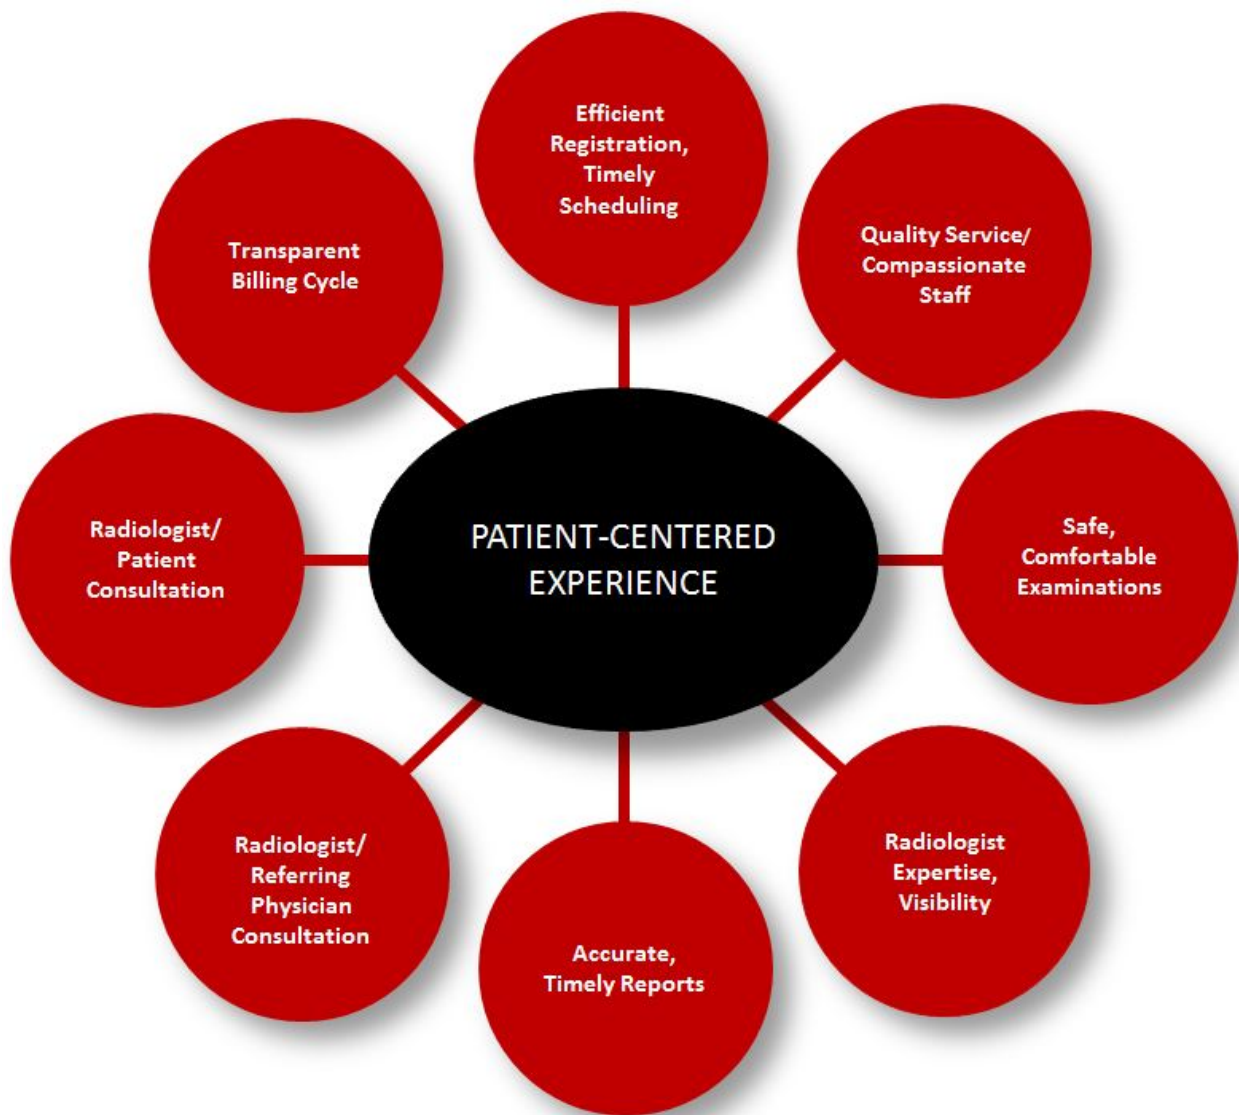 Efficient
Registration,
Timely
Scheduling
Quality Service/
Compassionate
Staff
Safe,
Comfortable
Examinations
Radiologist
Expertise,
Visibility
Accurate,
Timely Reports
Radiologist/
Referring
Physician
Consultation
Radiologist/
Patient
Consultation
Transparent
Billing Cycle
PATIENT-CENTERED
EXPERIENCE